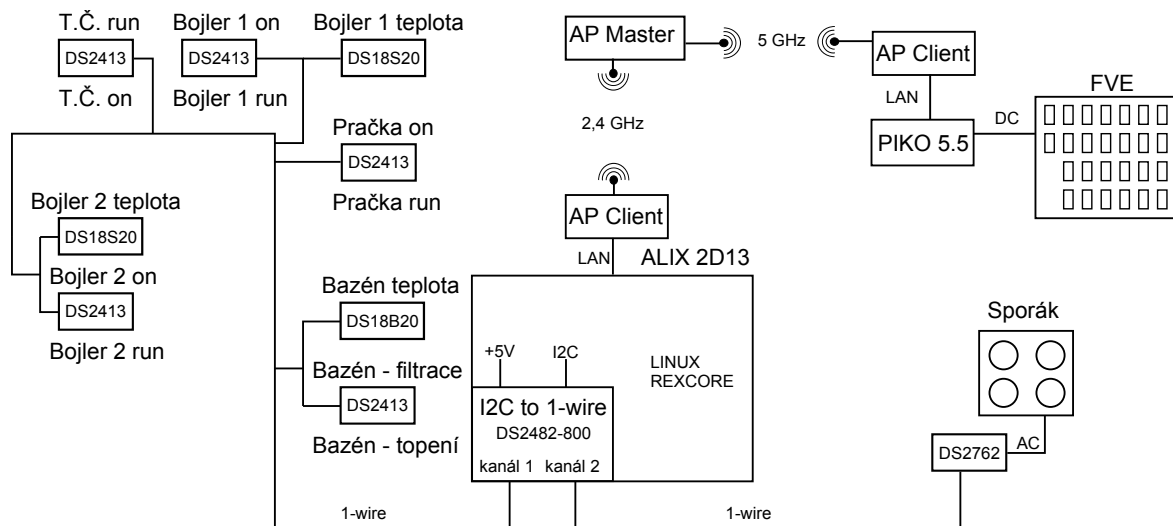 T.Č. run
DS2413
T.Č. on
Bojler 1 on
DS2413
Bojler 1 run
Bojler 1 teplota
DS18S20
Pračka on
DS2413
Pračka run
Bojler 2 teplota
DS18S20
Bojler 2 on
DS2413
Bojler 2 run
Bazén teplota
DS18B20
Bazén - filtrace
DS2413
Bazén - topení
AP Master
5 GHz
AP Client
LAN
PIKO 5.5
DC
FVE
2,4 GHz
AP Client
LAN
ALIX 2D13
+5V
I2C
LINUX
REXCORE
I2C to 1-wire
DS2482-800
kanál 1
kanál 2
Sporák
DS2762
AC
1-wire
1-wire